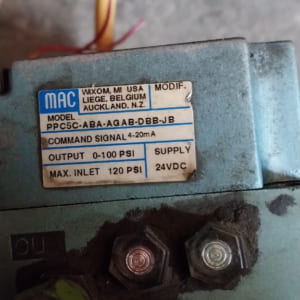 MAC
WIXOM, MI USA
LIEGE, BELGIUM
AUCKLAND, N.Z.
MODIF.
MODEL
PPC5C-ABA-AGAB-DBB-JB
COMMAND SIGNAL 4-20mA
OUTPUT 0-100 PSI SUPPLY
MAX. INLET 120 PSI 24VDC
OU